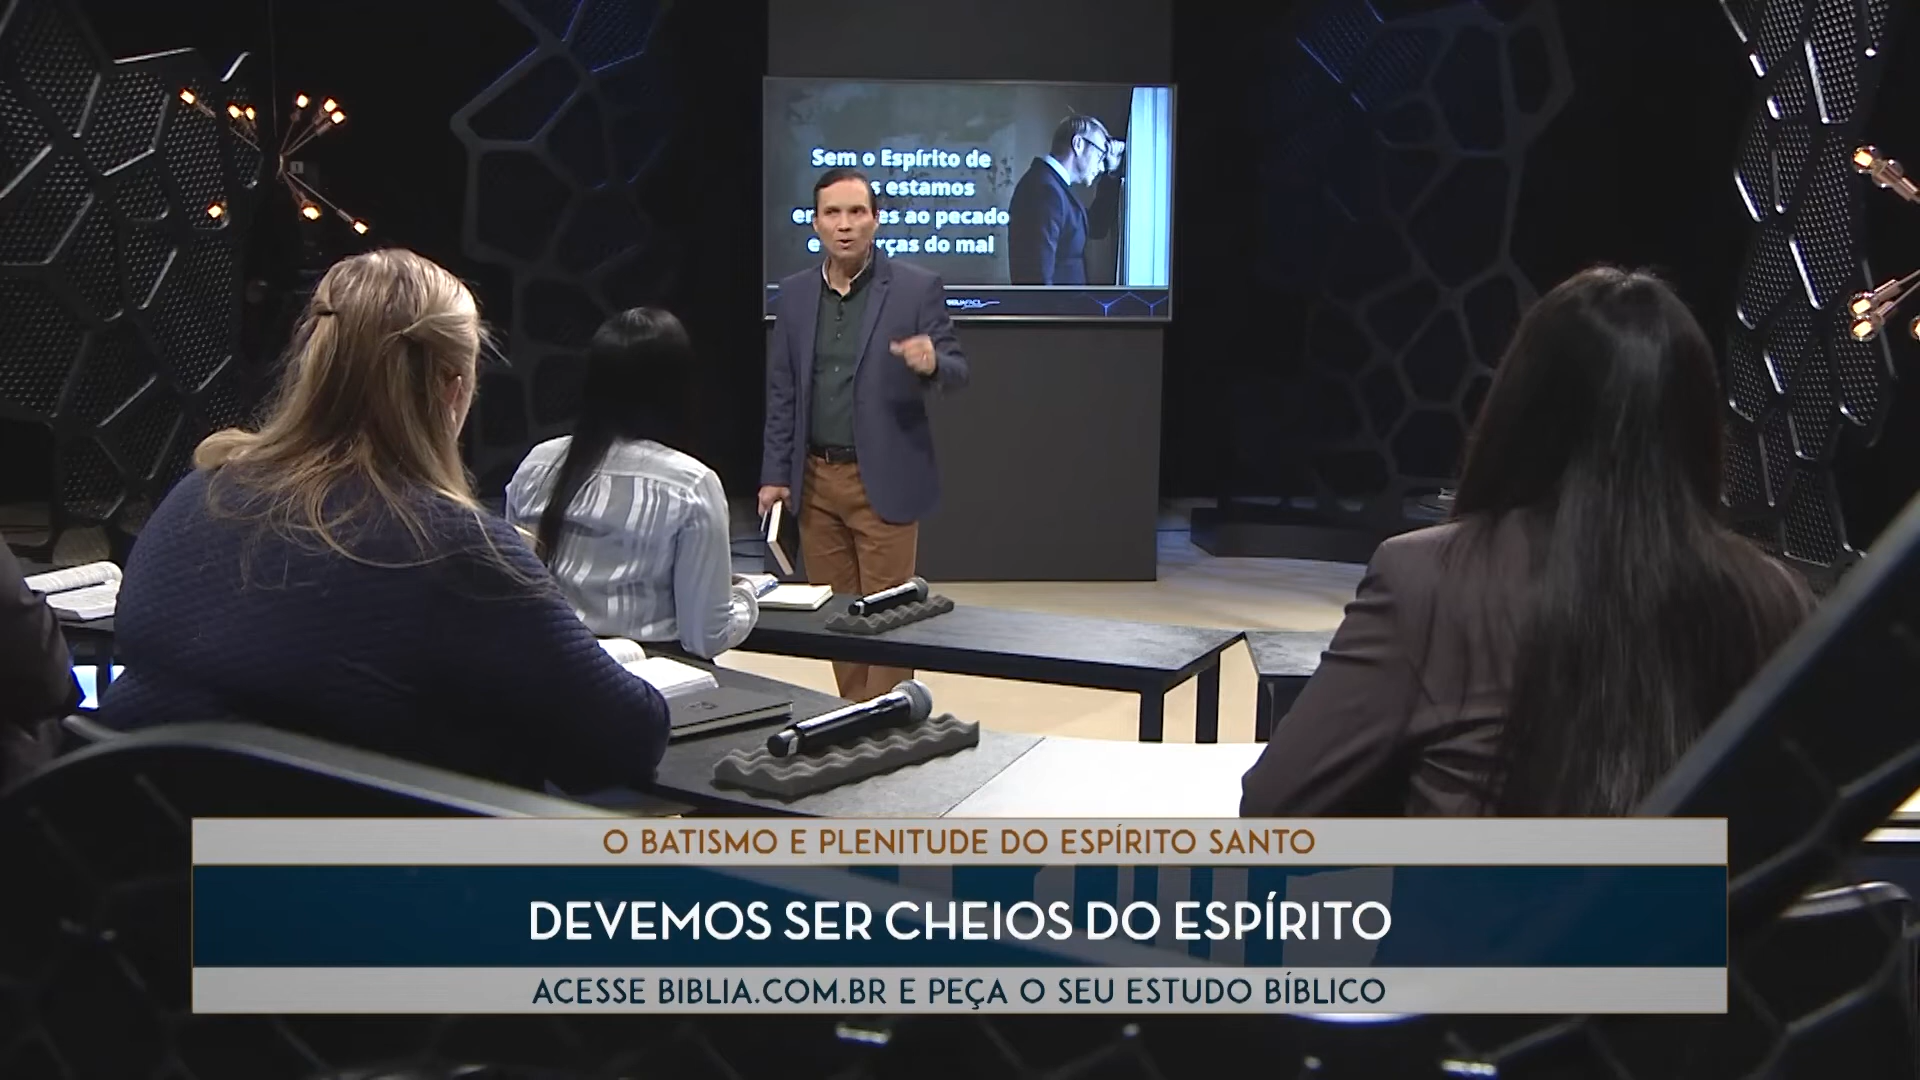 Sem o Espírito de
estamos
ao pecado
do mal
BÍBLIAFÁCIL
O BATISMO E PLENITUDE DO ESPÍRITO SANTO
DEVEMOS SER CHEIOS DO ESPÍRITO
ACESSE BIBLIA.COM.BR E PEÇA O SEU ESTUDO BÍBLICO